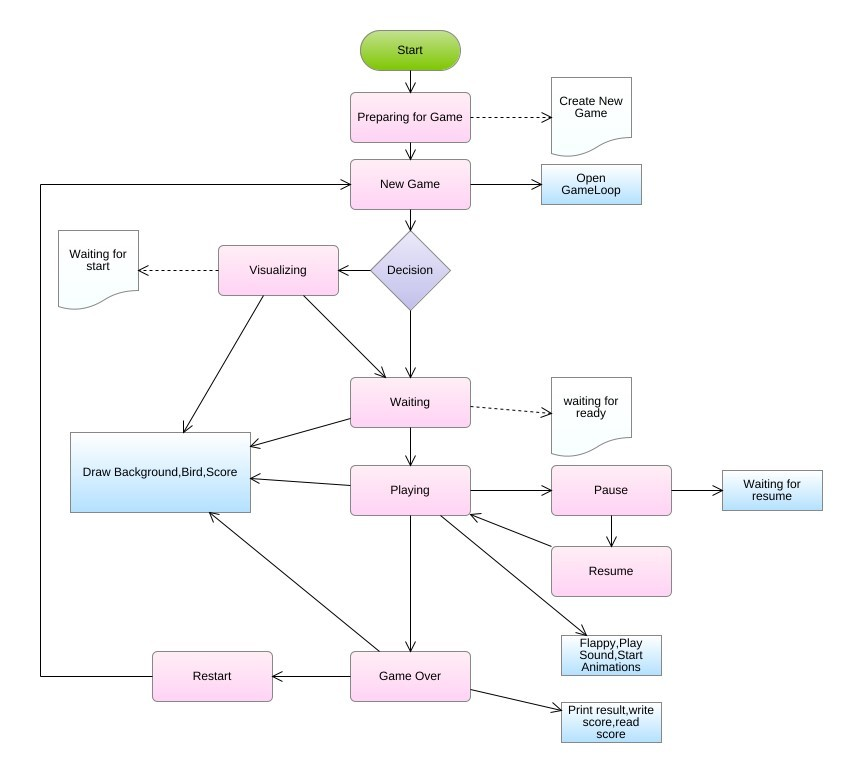 Start
Preparing for Game
Create New
Game
New Game
Open
GameLoop
Waiting for
start
Visualizing
Decision
Waiting
waiting for
ready
Draw Background,Bird,Score
Playing
Pause
Waiting for
resume
Resume
Flappy,Play
Sound,Start
Animations
Restart
Game Over
Print result,write
score,read
score